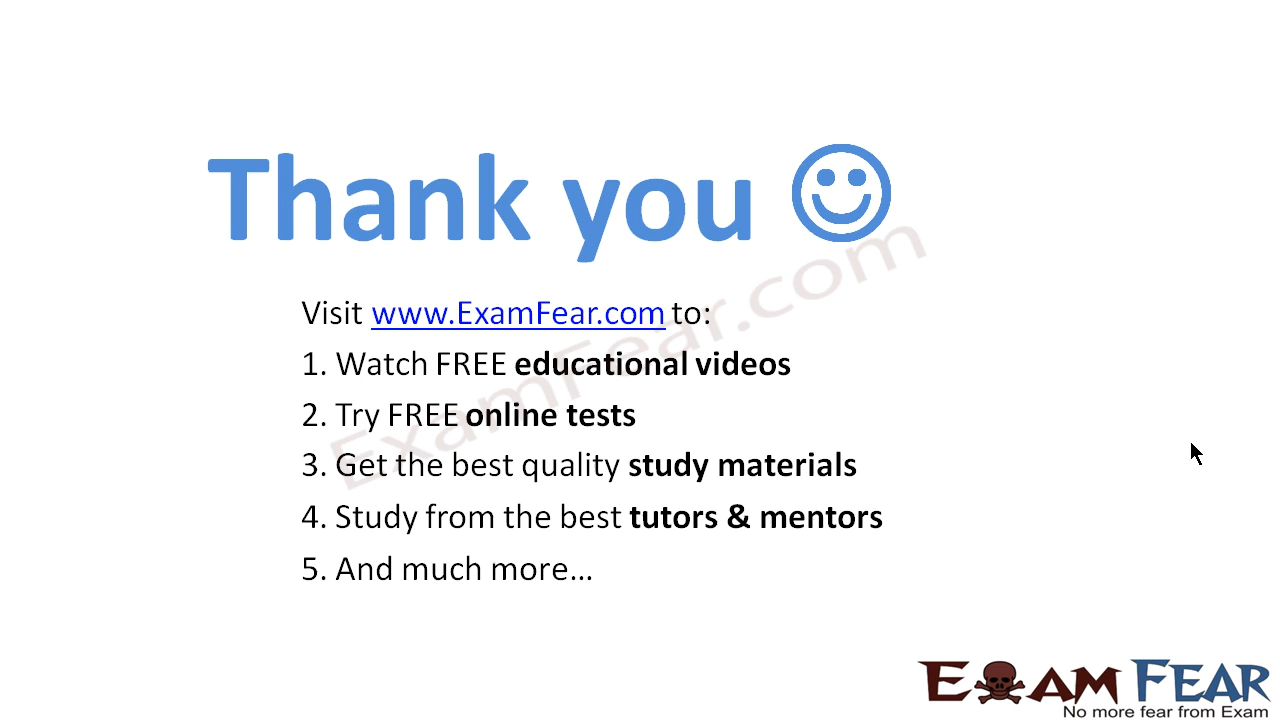 Thank you ☺
Visit www.ExamFear.com to:
1. Watch FREE educational videos
2. Try FREE online tests
3. Get the best quality study materials
4. Study from the best tutors & mentors
5. And much more...
ExamFear.com
EXAM FEAR
No more fear from Exam